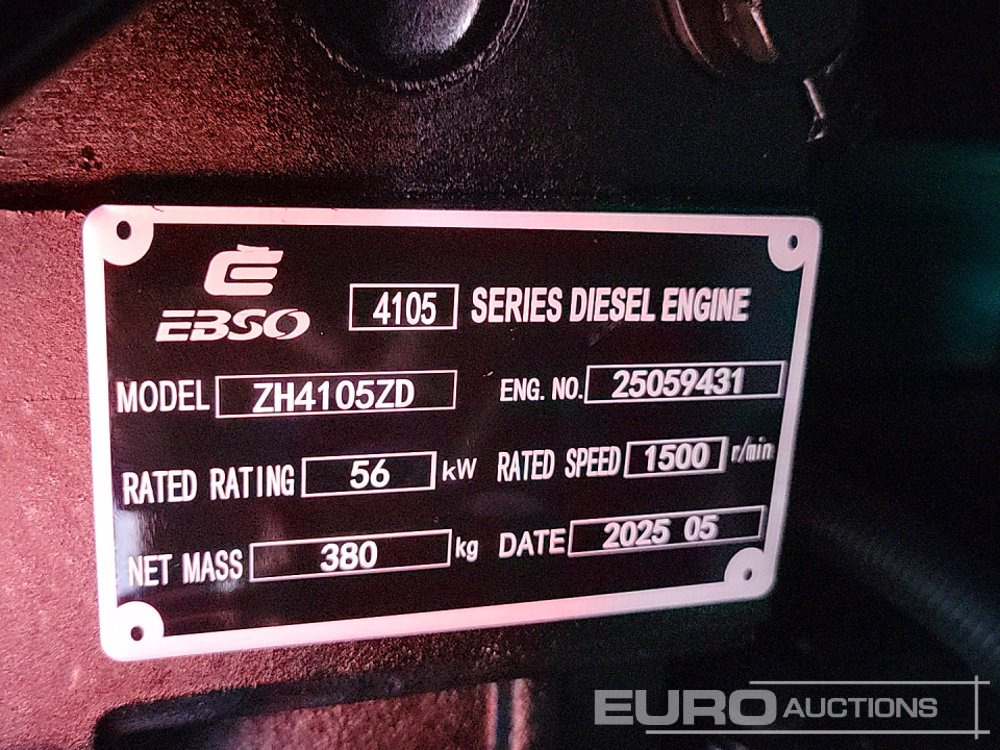 EBSO 4105 SERIES DIESEL ENGINE
MODEL ZH4105ZD ENG. NO. 25059431
RATED RATING 56 kW RATED SPEED 1500 r/min
NET MASS 380 kg DATE 2025 05
EURO AUCTIONS